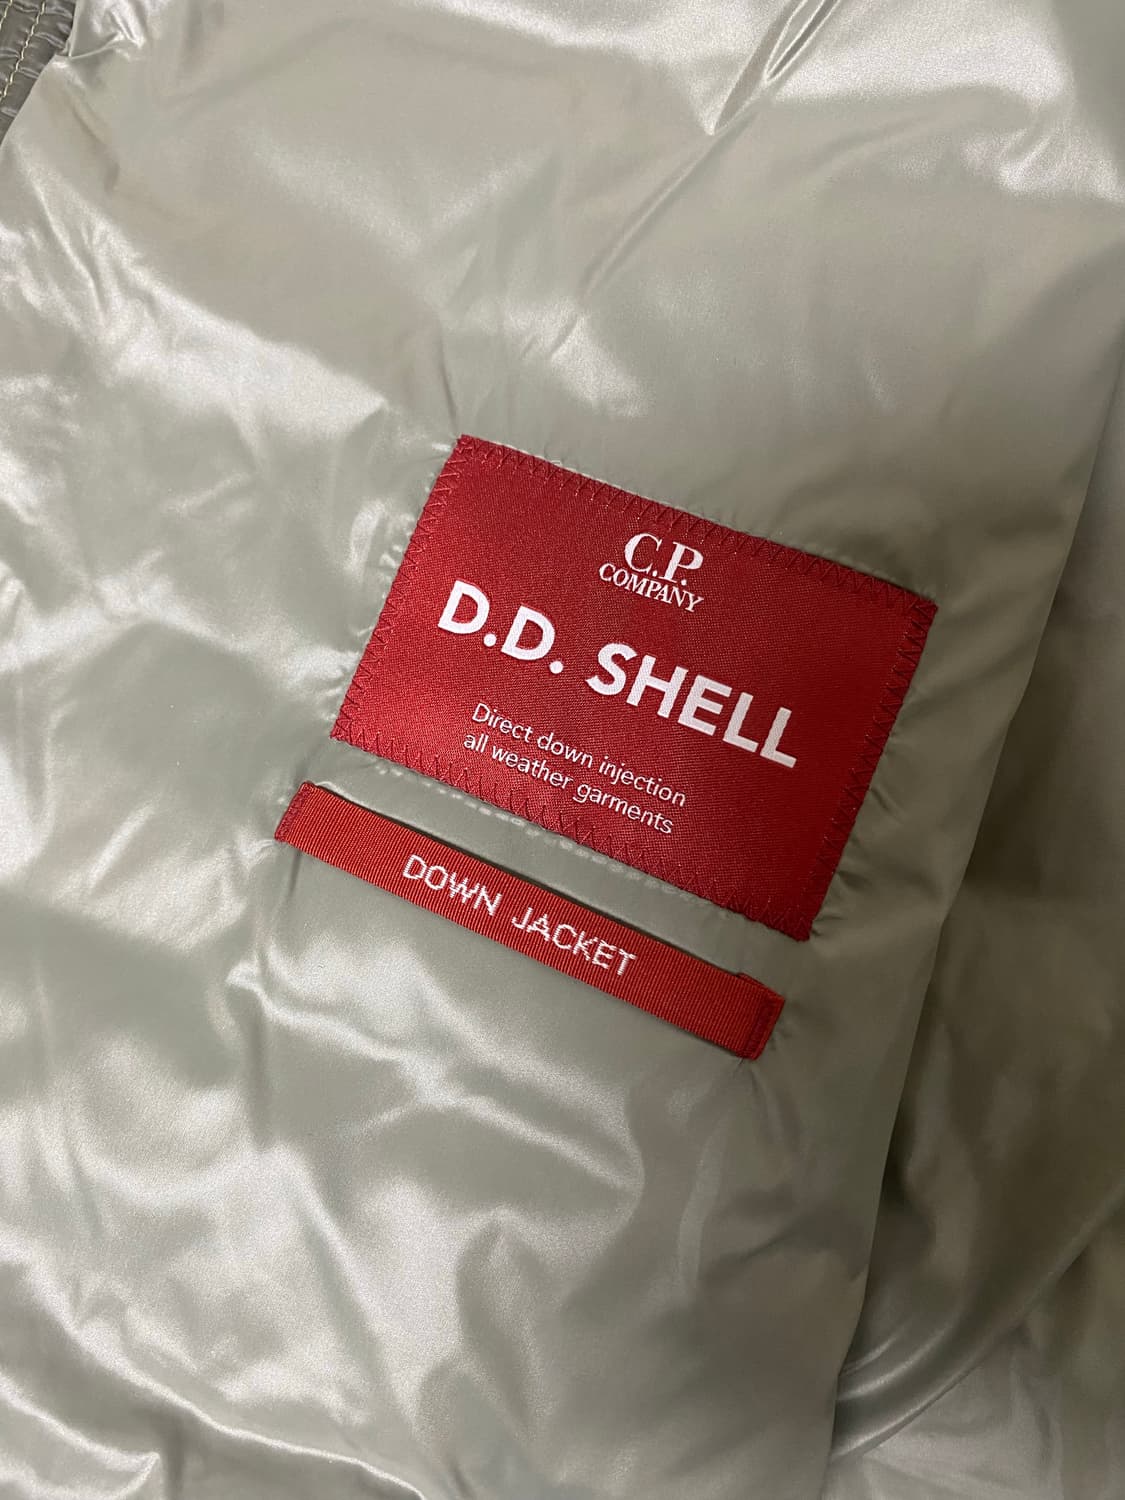 C.P.
COMPANY
D.D. SHELL
Direct down injection
all weather garments
DOWN JACKET